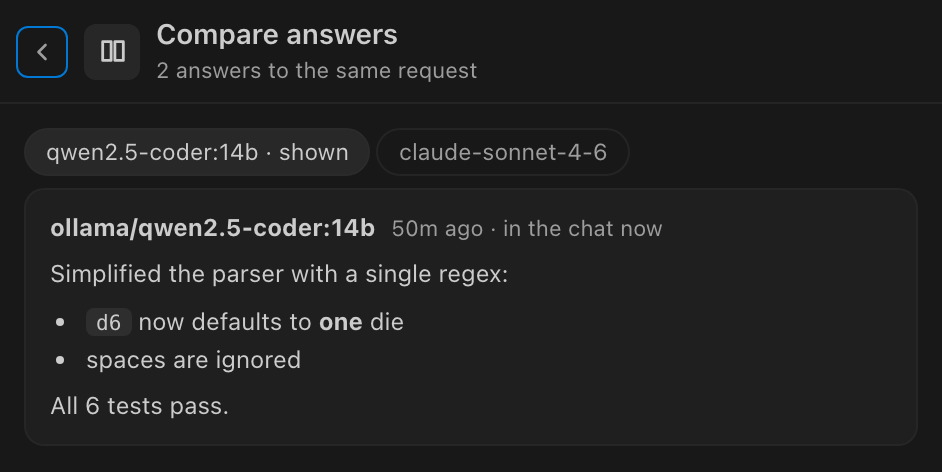 Compare answers
2 answers to the same request
qwen2.5-coder:14b · shown
claude-sonnet-4-6
ollama/qwen2.5-coder:14b 50m ago · in the chat now
Simplified the parser with a single regex:
• d6 now defaults to one die
• spaces are ignored
All 6 tests pass.